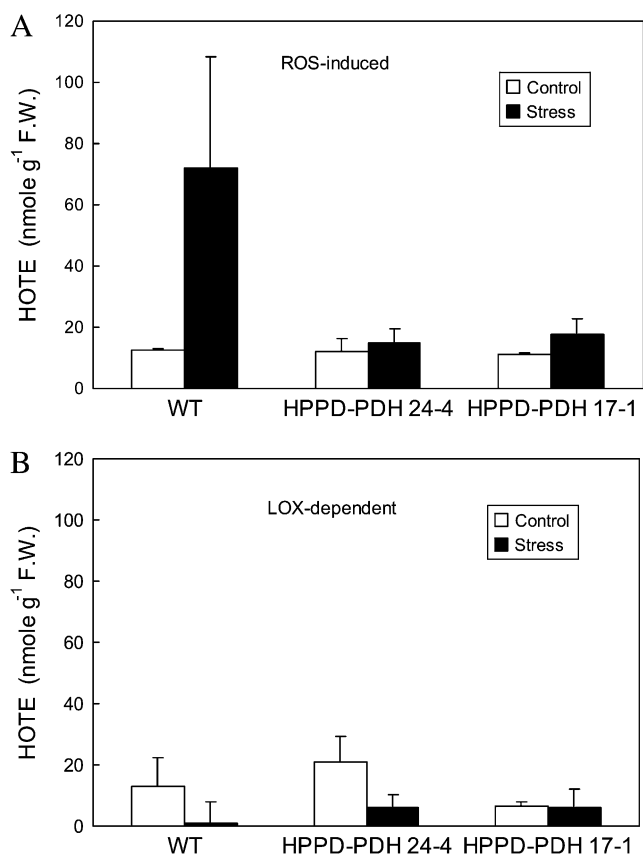 A
120
100
80
60
40
20
0
HOTE (nmole g-1 F.W.)
ROS-induced
Control
Stress
WT
HPPD-PDH 24-4
HPPD-PDH 17-1
B
120
100
80
60
40
20
0
HOTE (nmole g-1 F.W.)
LOX-dependent
Control
Stress
WT
HPPD-PDH 24-4
HPPD-PDH 17-1